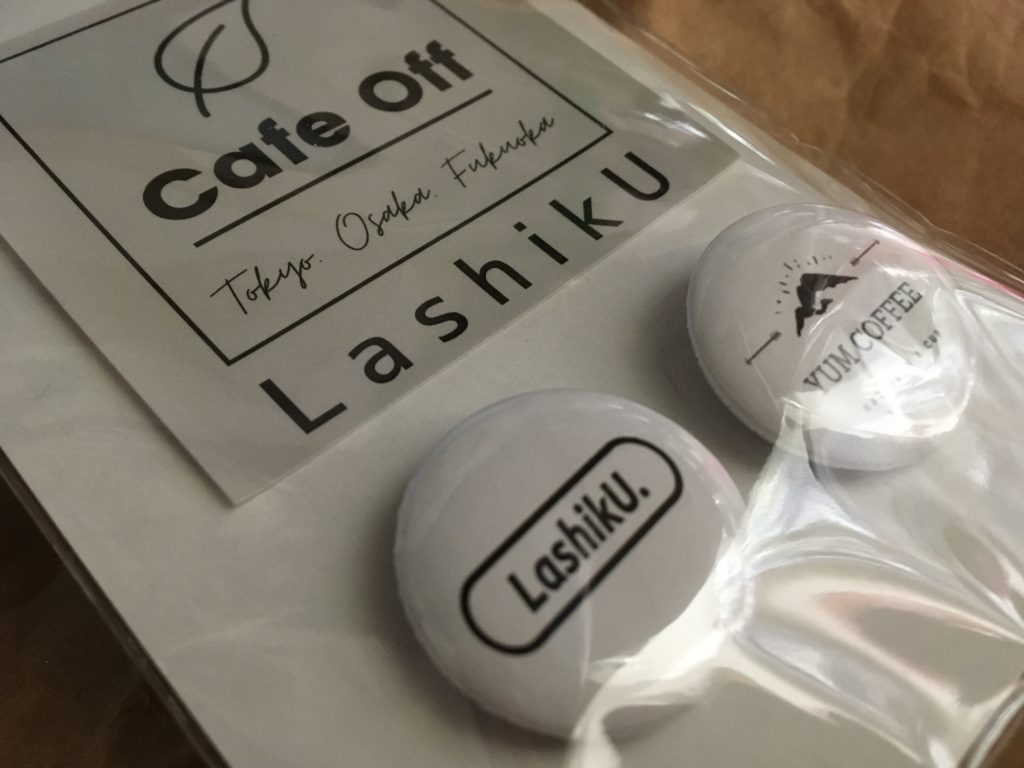 Cafe Off
Tokyo. Osaka. Fukuoka
LashikU
YUM COFFEE
LashikU.